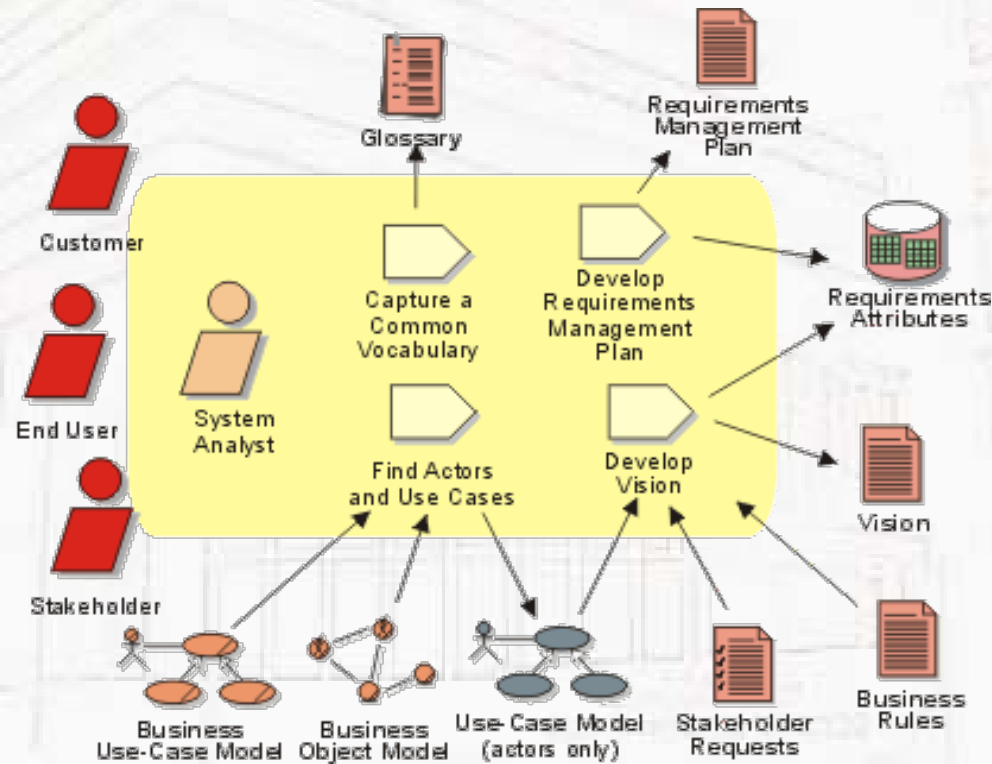 Glossary
Requirements
Management
Plan
Customer
Capture a
Common
Vocabulary
Develop
Requirements
Management
Plan
Requirements
Attributes
End User
System
Analyst
Find Actors
and Use Cases
Develop
Vision
Vision
Stakeholder
Business
Use-Case Model
Business
Object Model
Use-Case Model
(actors only)
Stakeholder
Requests
Business
Rules